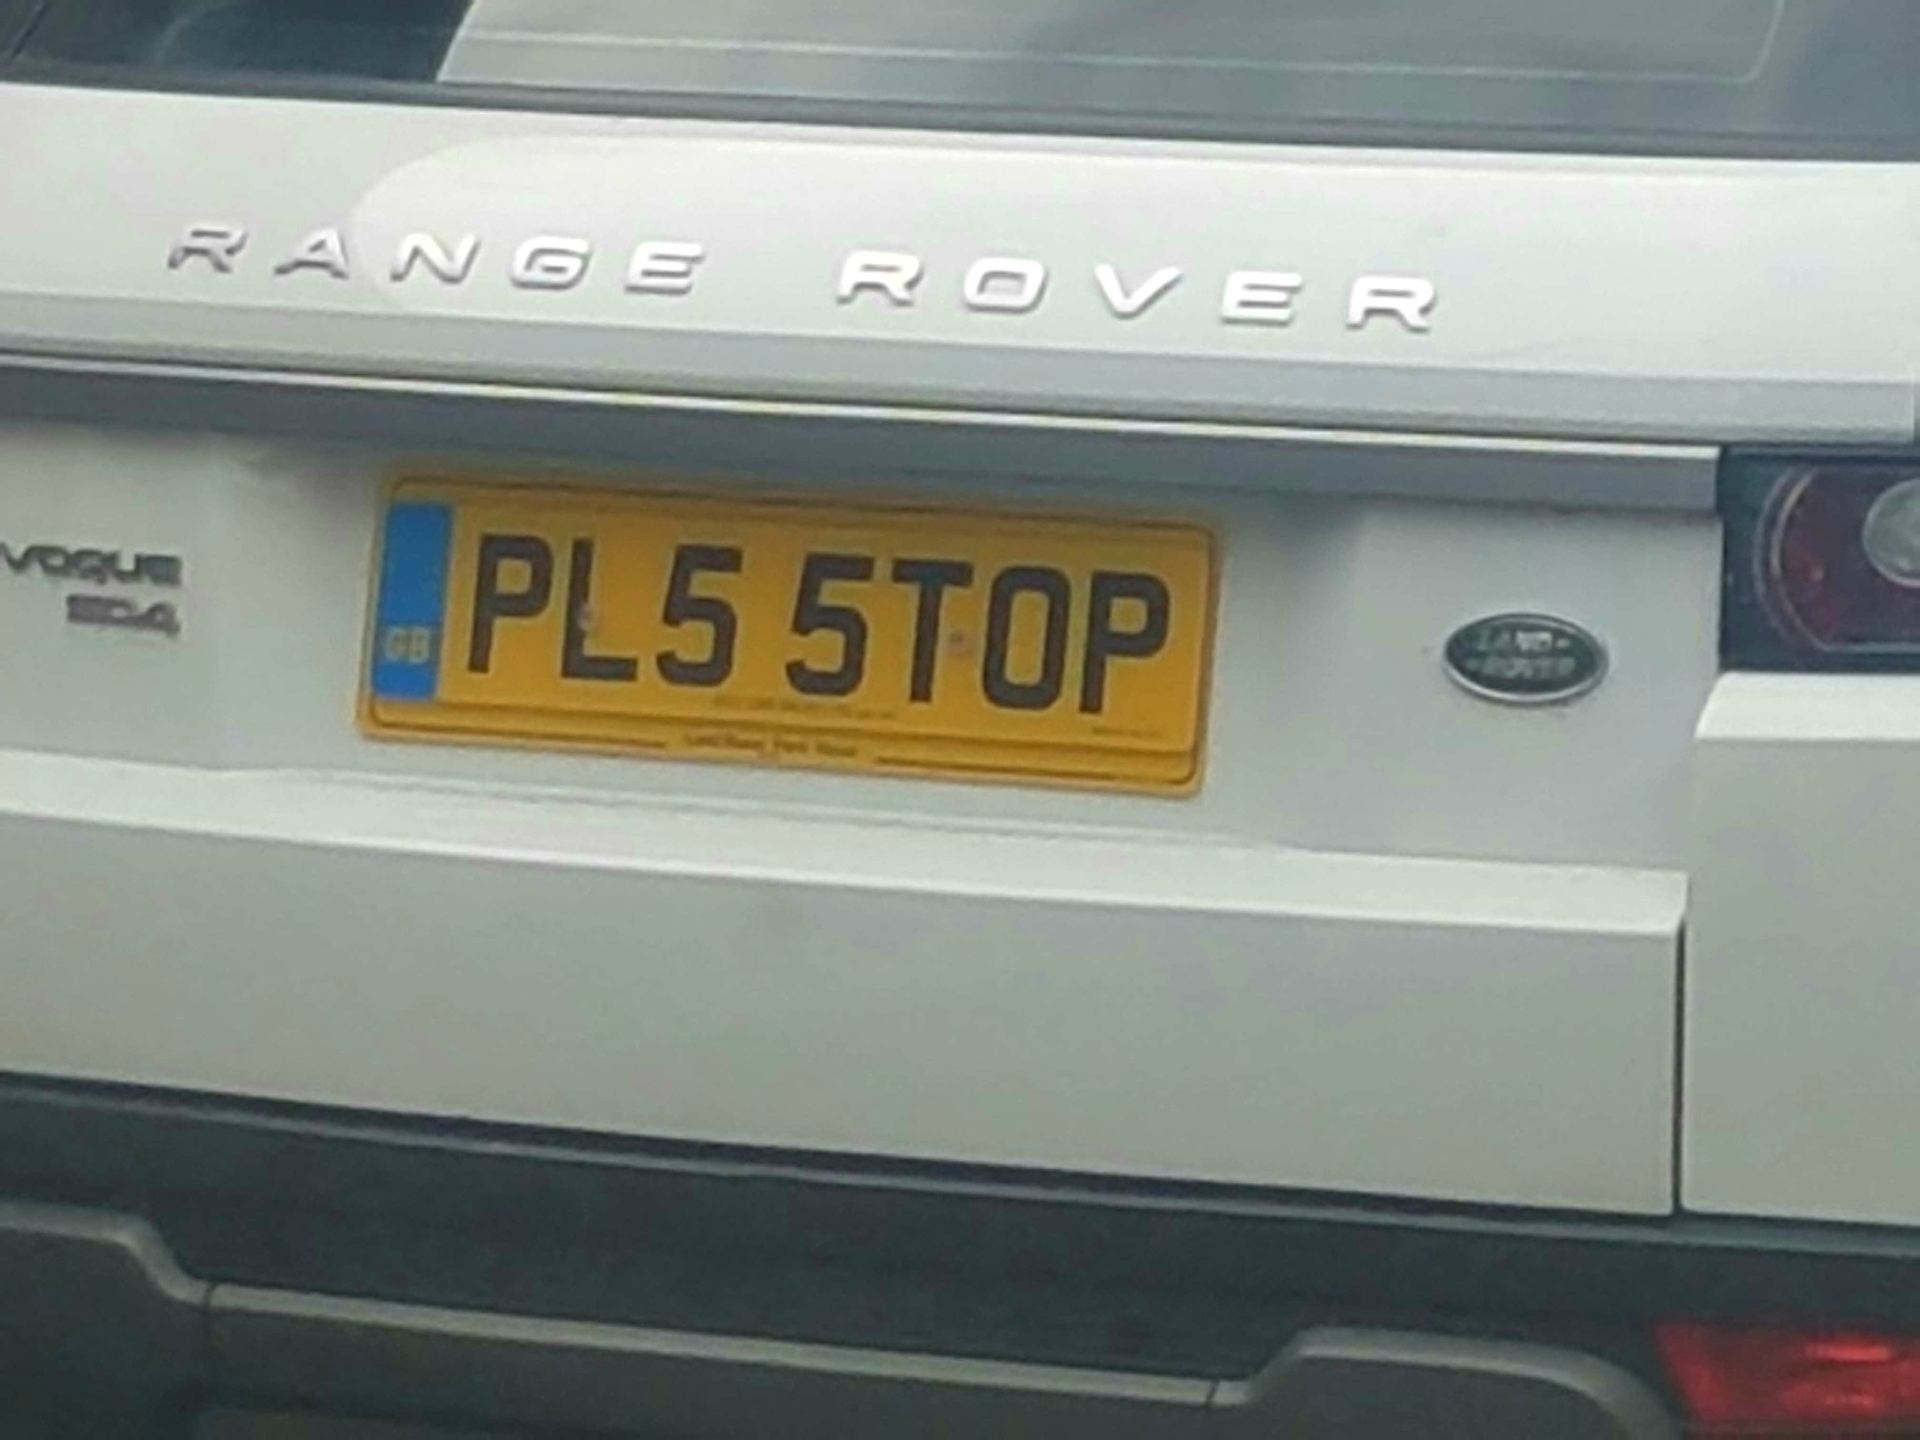 RANGE ROVER
VOGUE
SD4
GB
PL5 5TOP
LAND-
-ROVER